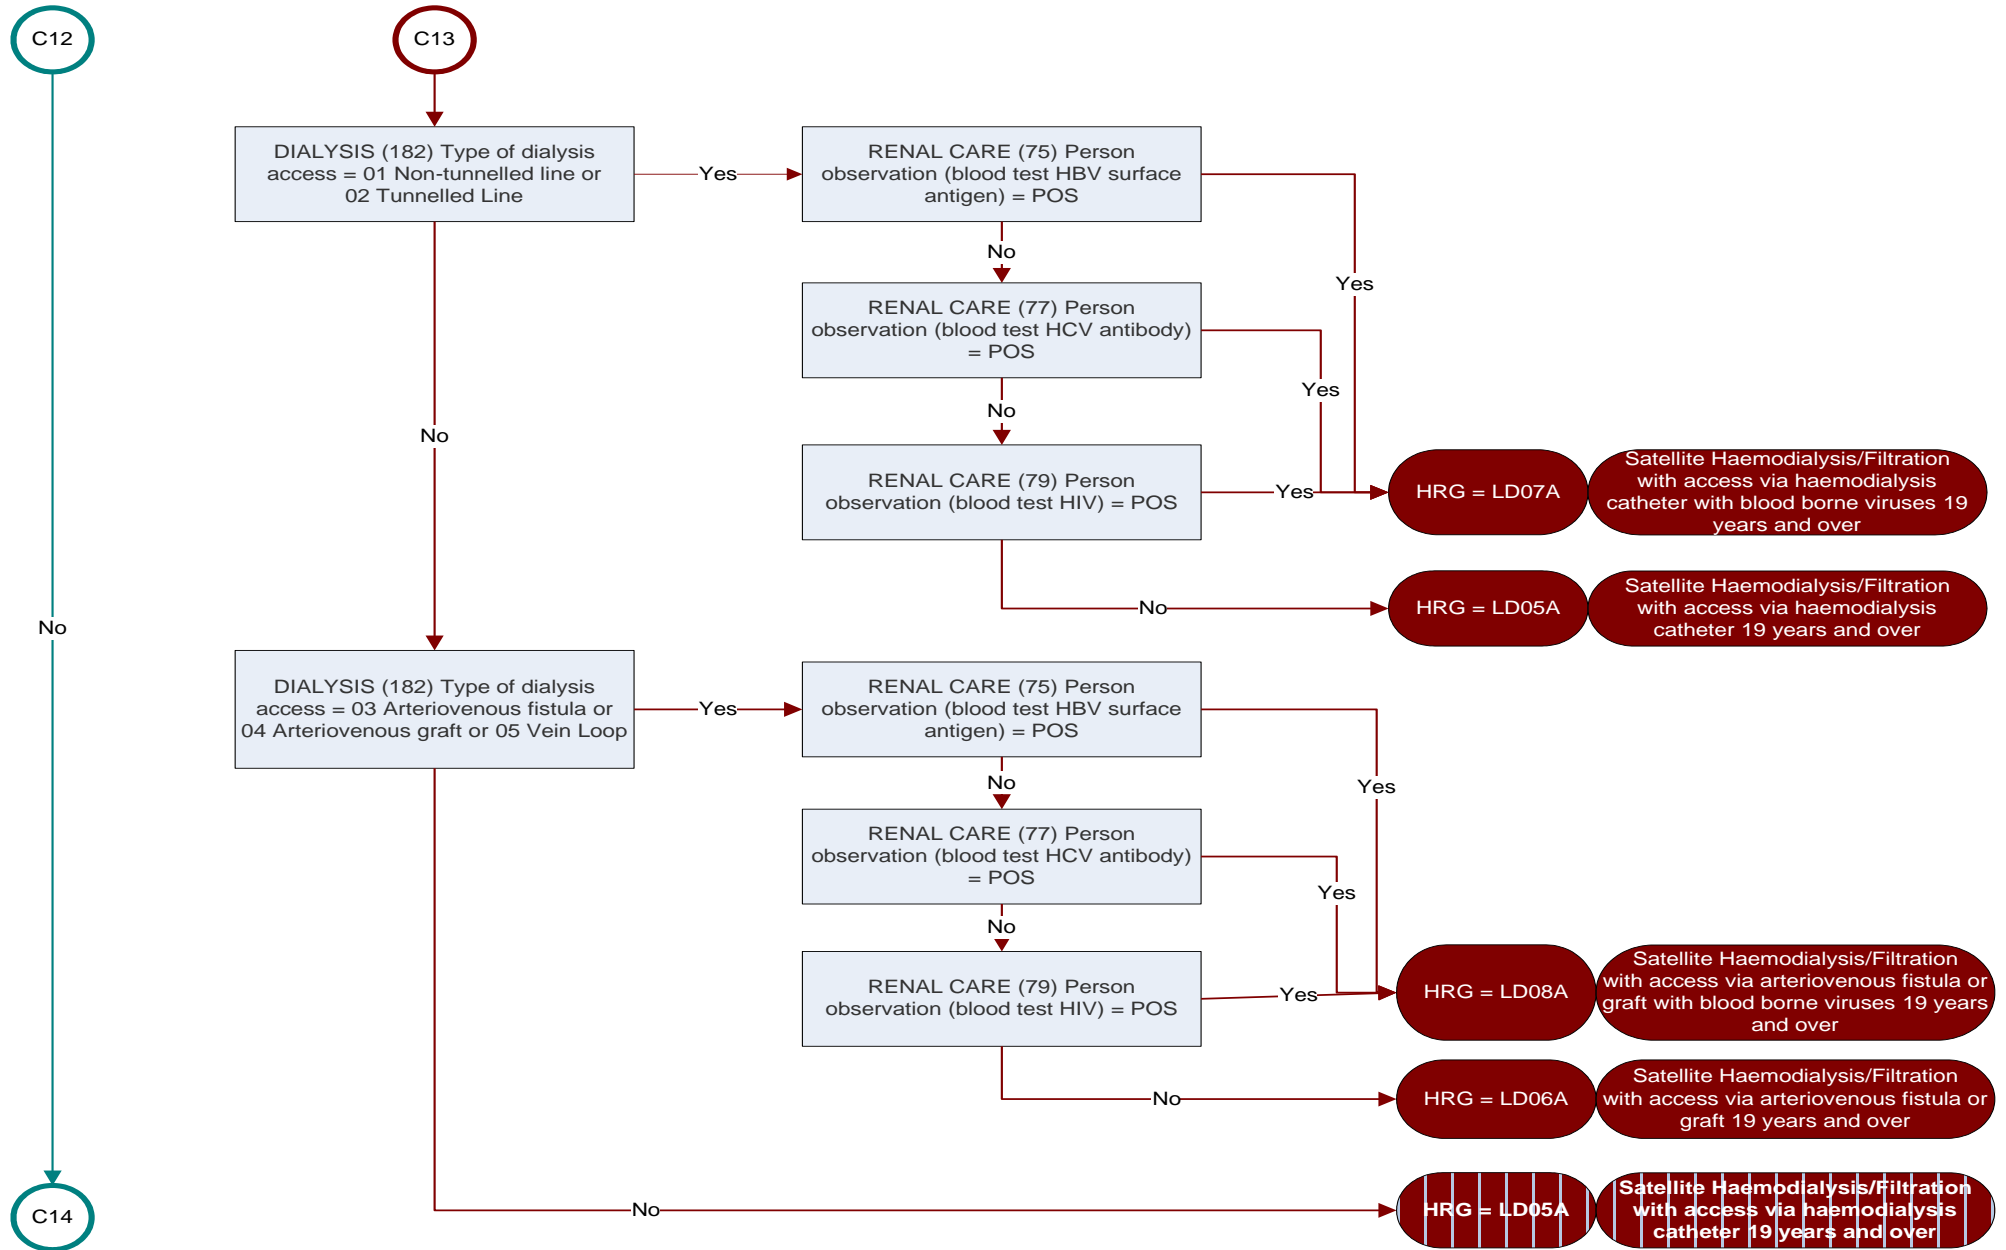 C12
C13
DIALYSIS (182) Type of dialysis
access = 01 Non-tunnelled line or
02 Tunnelled Line
Yes
RENAL CARE (75) Person
observation (blood test HBV surface
antigen) = POS
No
Yes
RENAL CARE (77) Person
observation (blood test HCV antibody)
= POS
Yes
No
No
RENAL CARE (79) Person
observation (blood test HIV) = POS
Yes
HRG = LD07A
Satellite Haemodialysis/Filtration
with access via haemodialysis
catheter with blood borne viruses 19
years and over
No
HRG = LD05A
Satellite Haemodialysis/Filtration
with access via haemodialysis
catheter 19 years and over
No
DIALYSIS (182) Type of dialysis
access = 03 Arteriovenous fistula or
04 Arteriovenous graft or 05 Vein Loop
Yes
RENAL CARE (75) Person
observation (blood test HBV surface
antigen) = POS
No
Yes
RENAL CARE (77) Person
observation (blood test HCV antibody)
= POS
Yes
No
RENAL CARE (79) Person
observation (blood test HIV) = POS
Yes
HRG = LD08A
Satellite Haemodialysis/Filtration
with access via arteriovenous fistula or
graft with blood borne viruses 19 years
and over
No
HRG = LD06A
Satellite Haemodialysis/Filtration
with access via arteriovenous fistula or
graft 19 years and over
No
HRG = LD05A
Satellite Haemodialysis/Filtration
with access via haemodialysis
catheter 19 years and over
C14